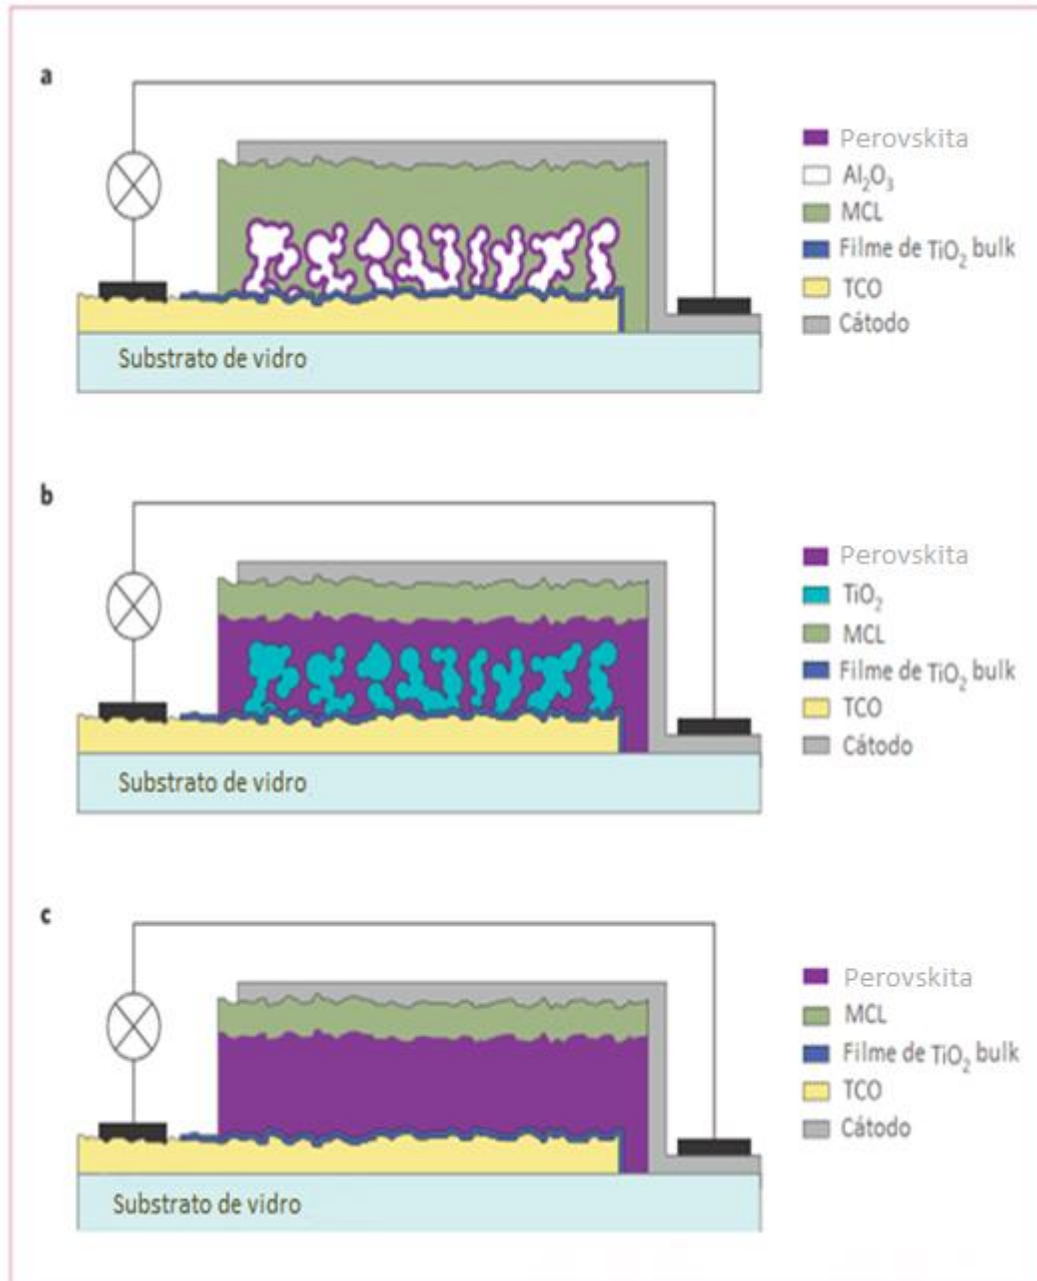 a
Perovskita
Al₂O₃
MCL
Filme de TiO₂ bulk
TCO
Cátodo
Substrato de vidro
b
Perovskita
TiO₂
MCL
Filme de TiO₂ bulk
TCO
Cátodo
Substrato de vidro
c
Perovskita
MCL
Filme de TiO₂ bulk
TCO
Cátodo
Substrato de vidro